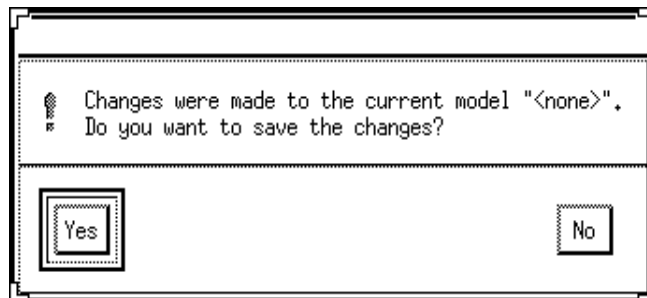 Changes were made to the current model "<none>".
Do you want to save the changes?
Yes
No